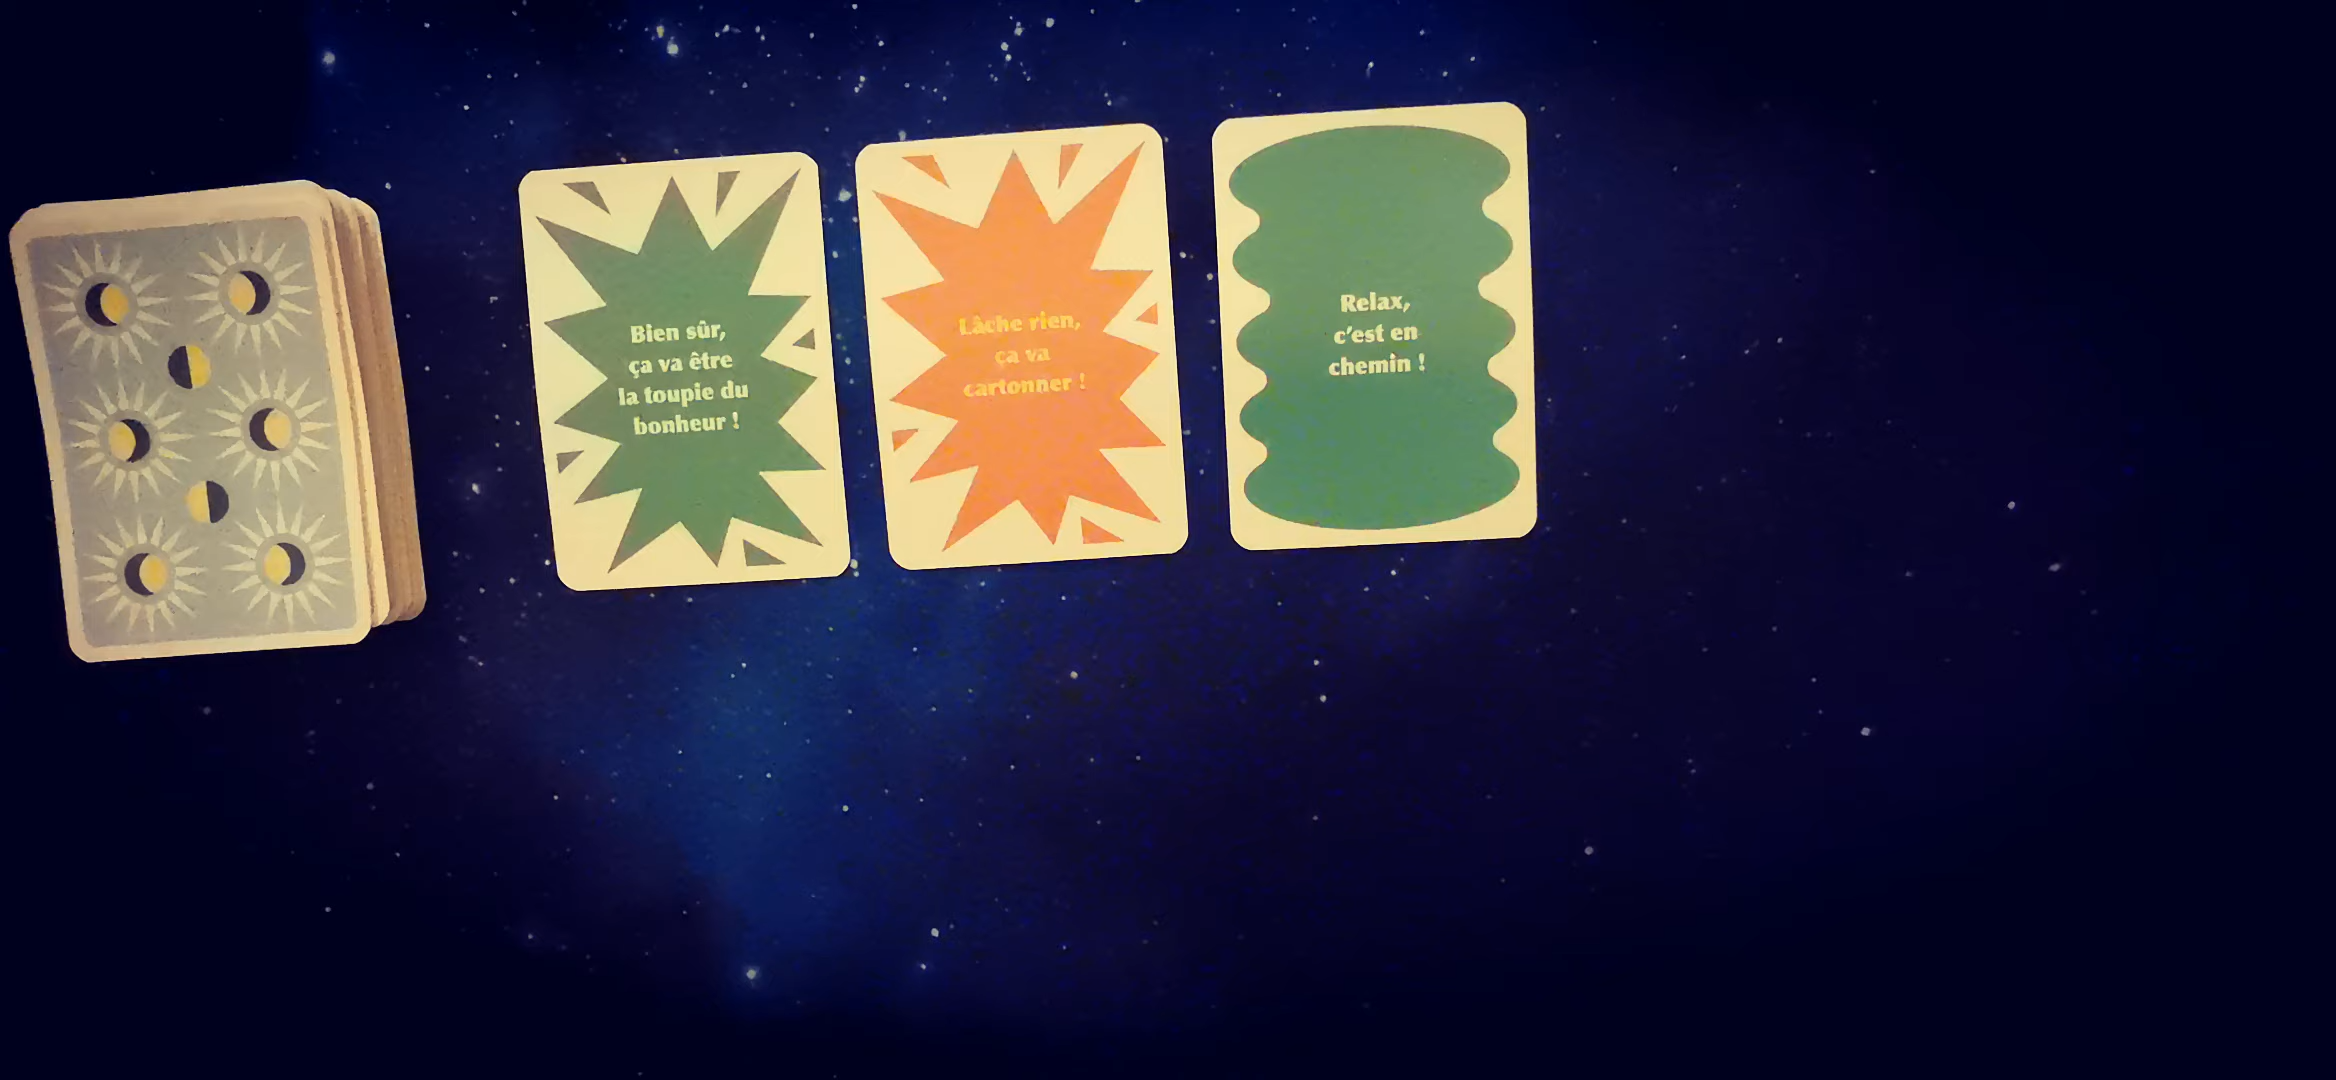 Bien sûr,
ça va être
la toupie du
bonheur !
Lâche rien,
ça va
cartonner !
Relax,
c'est en
chemin !